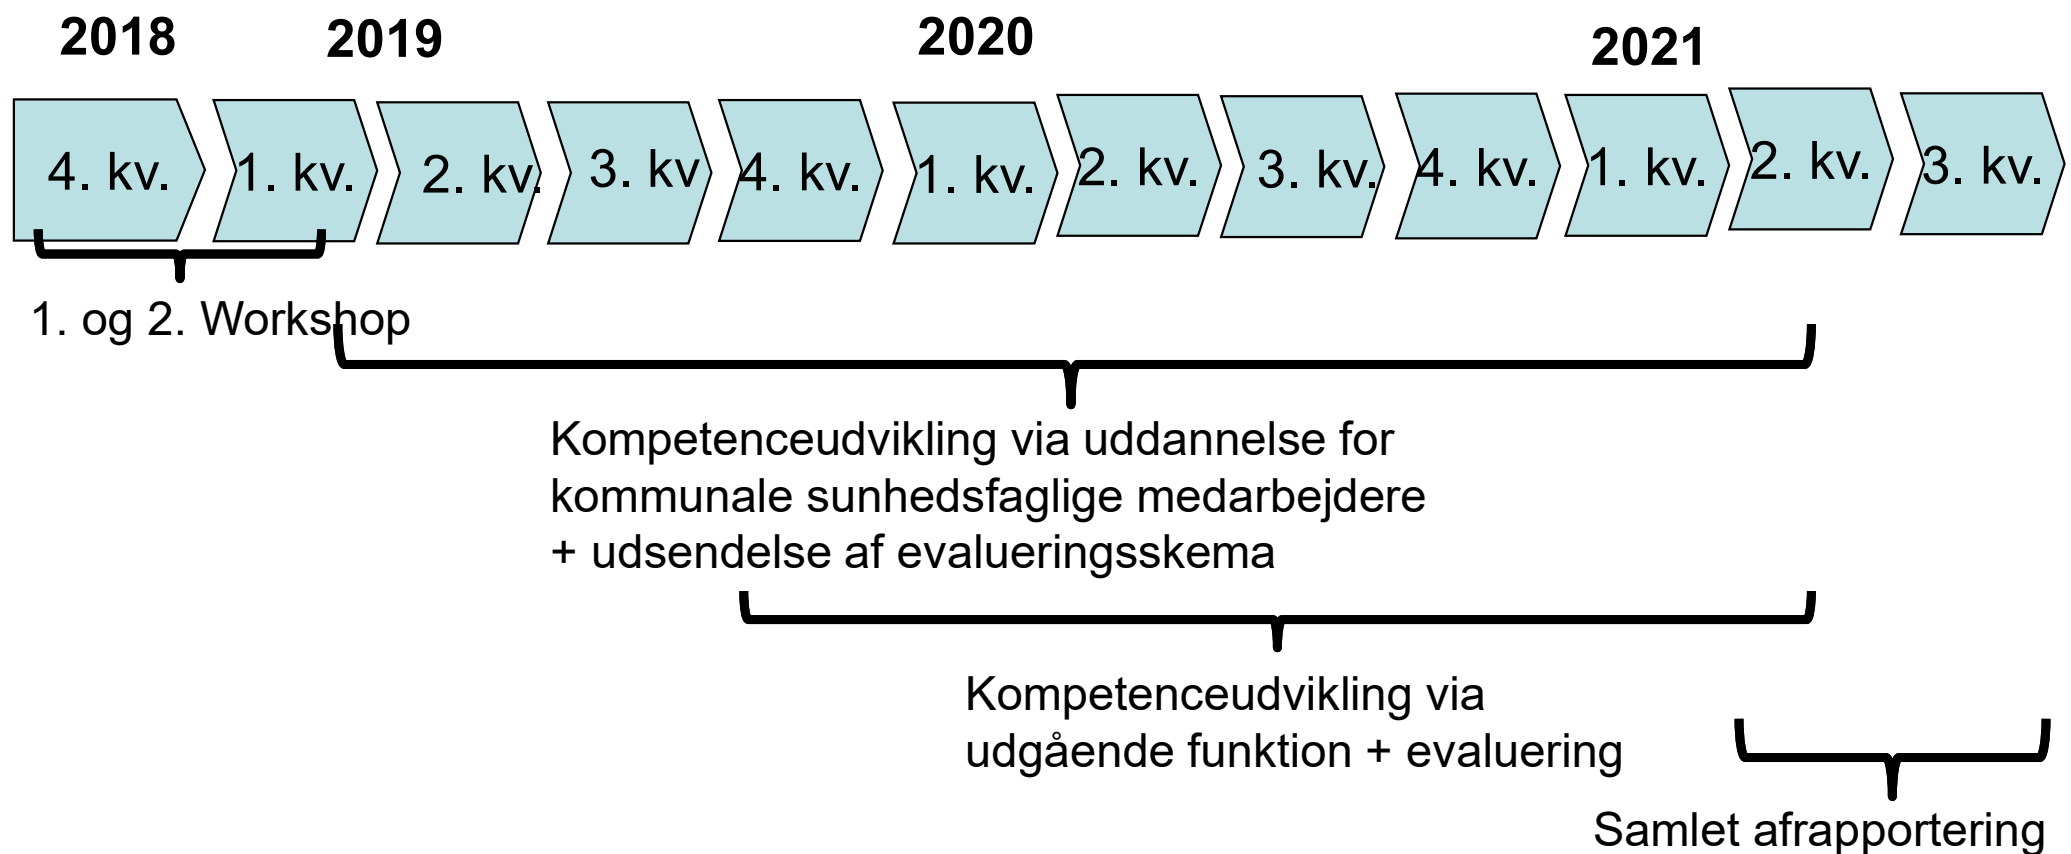 2018 2019 2020 2021
4. kv. 1. kv. 2. kv. 3. kv 4. kv. 1. kv. 2. kv. 3. kv. 4. kv. 1. kv. 2. kv. 3. kv.
1. og 2. Workshop
Kompetenceudvikling via uddannelse for
kommunale sunhedsfaglige medarbejdere
+ udsendelse af evalueringsskema
Kompetenceudvikling via
udgående funktion + evaluering
Samlet afrapportering